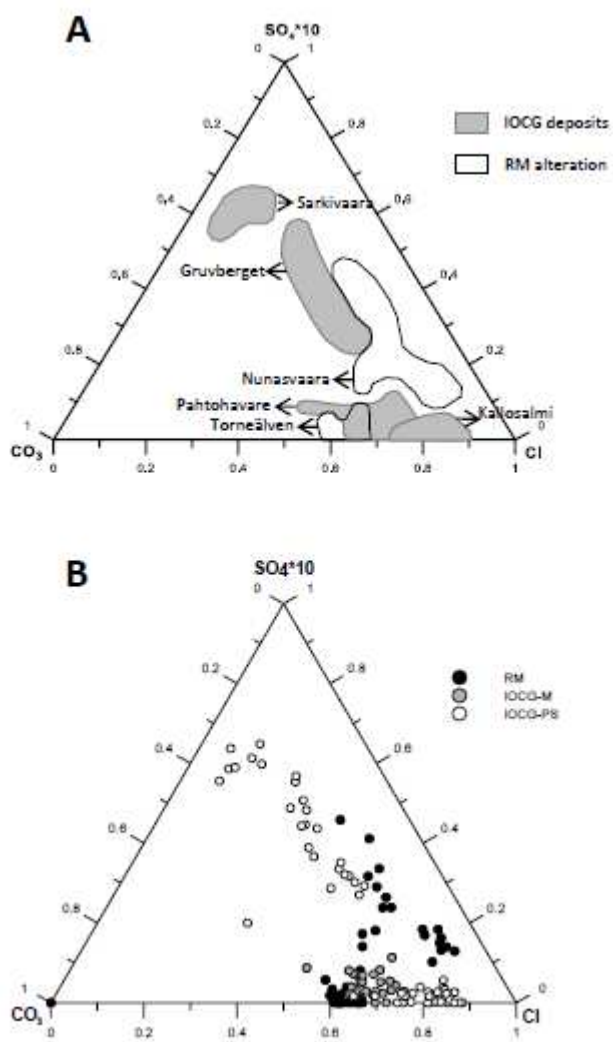 A
SO₄*10
0 1
0.2 0.8
0.4 0.6
0.6 0.4
0.8 0.2
1 0
CO₃ Cl
0 0.2 0.4 0.6 0.8 1
IOCG deposits
RM alteration
Sarkivaara
Gruvberget
Nunasvaara
Pahtohavare
Kallosalmi
Torneälven
B
SO4*10
0 1
0.2 0.8
0.4 0.6
0.6 0.4
0.8 0.2
1 0
CO₃ Cl
0 0.2 0.4 0.6 0.8 1
RM
IOCG-M
IOCG-PS